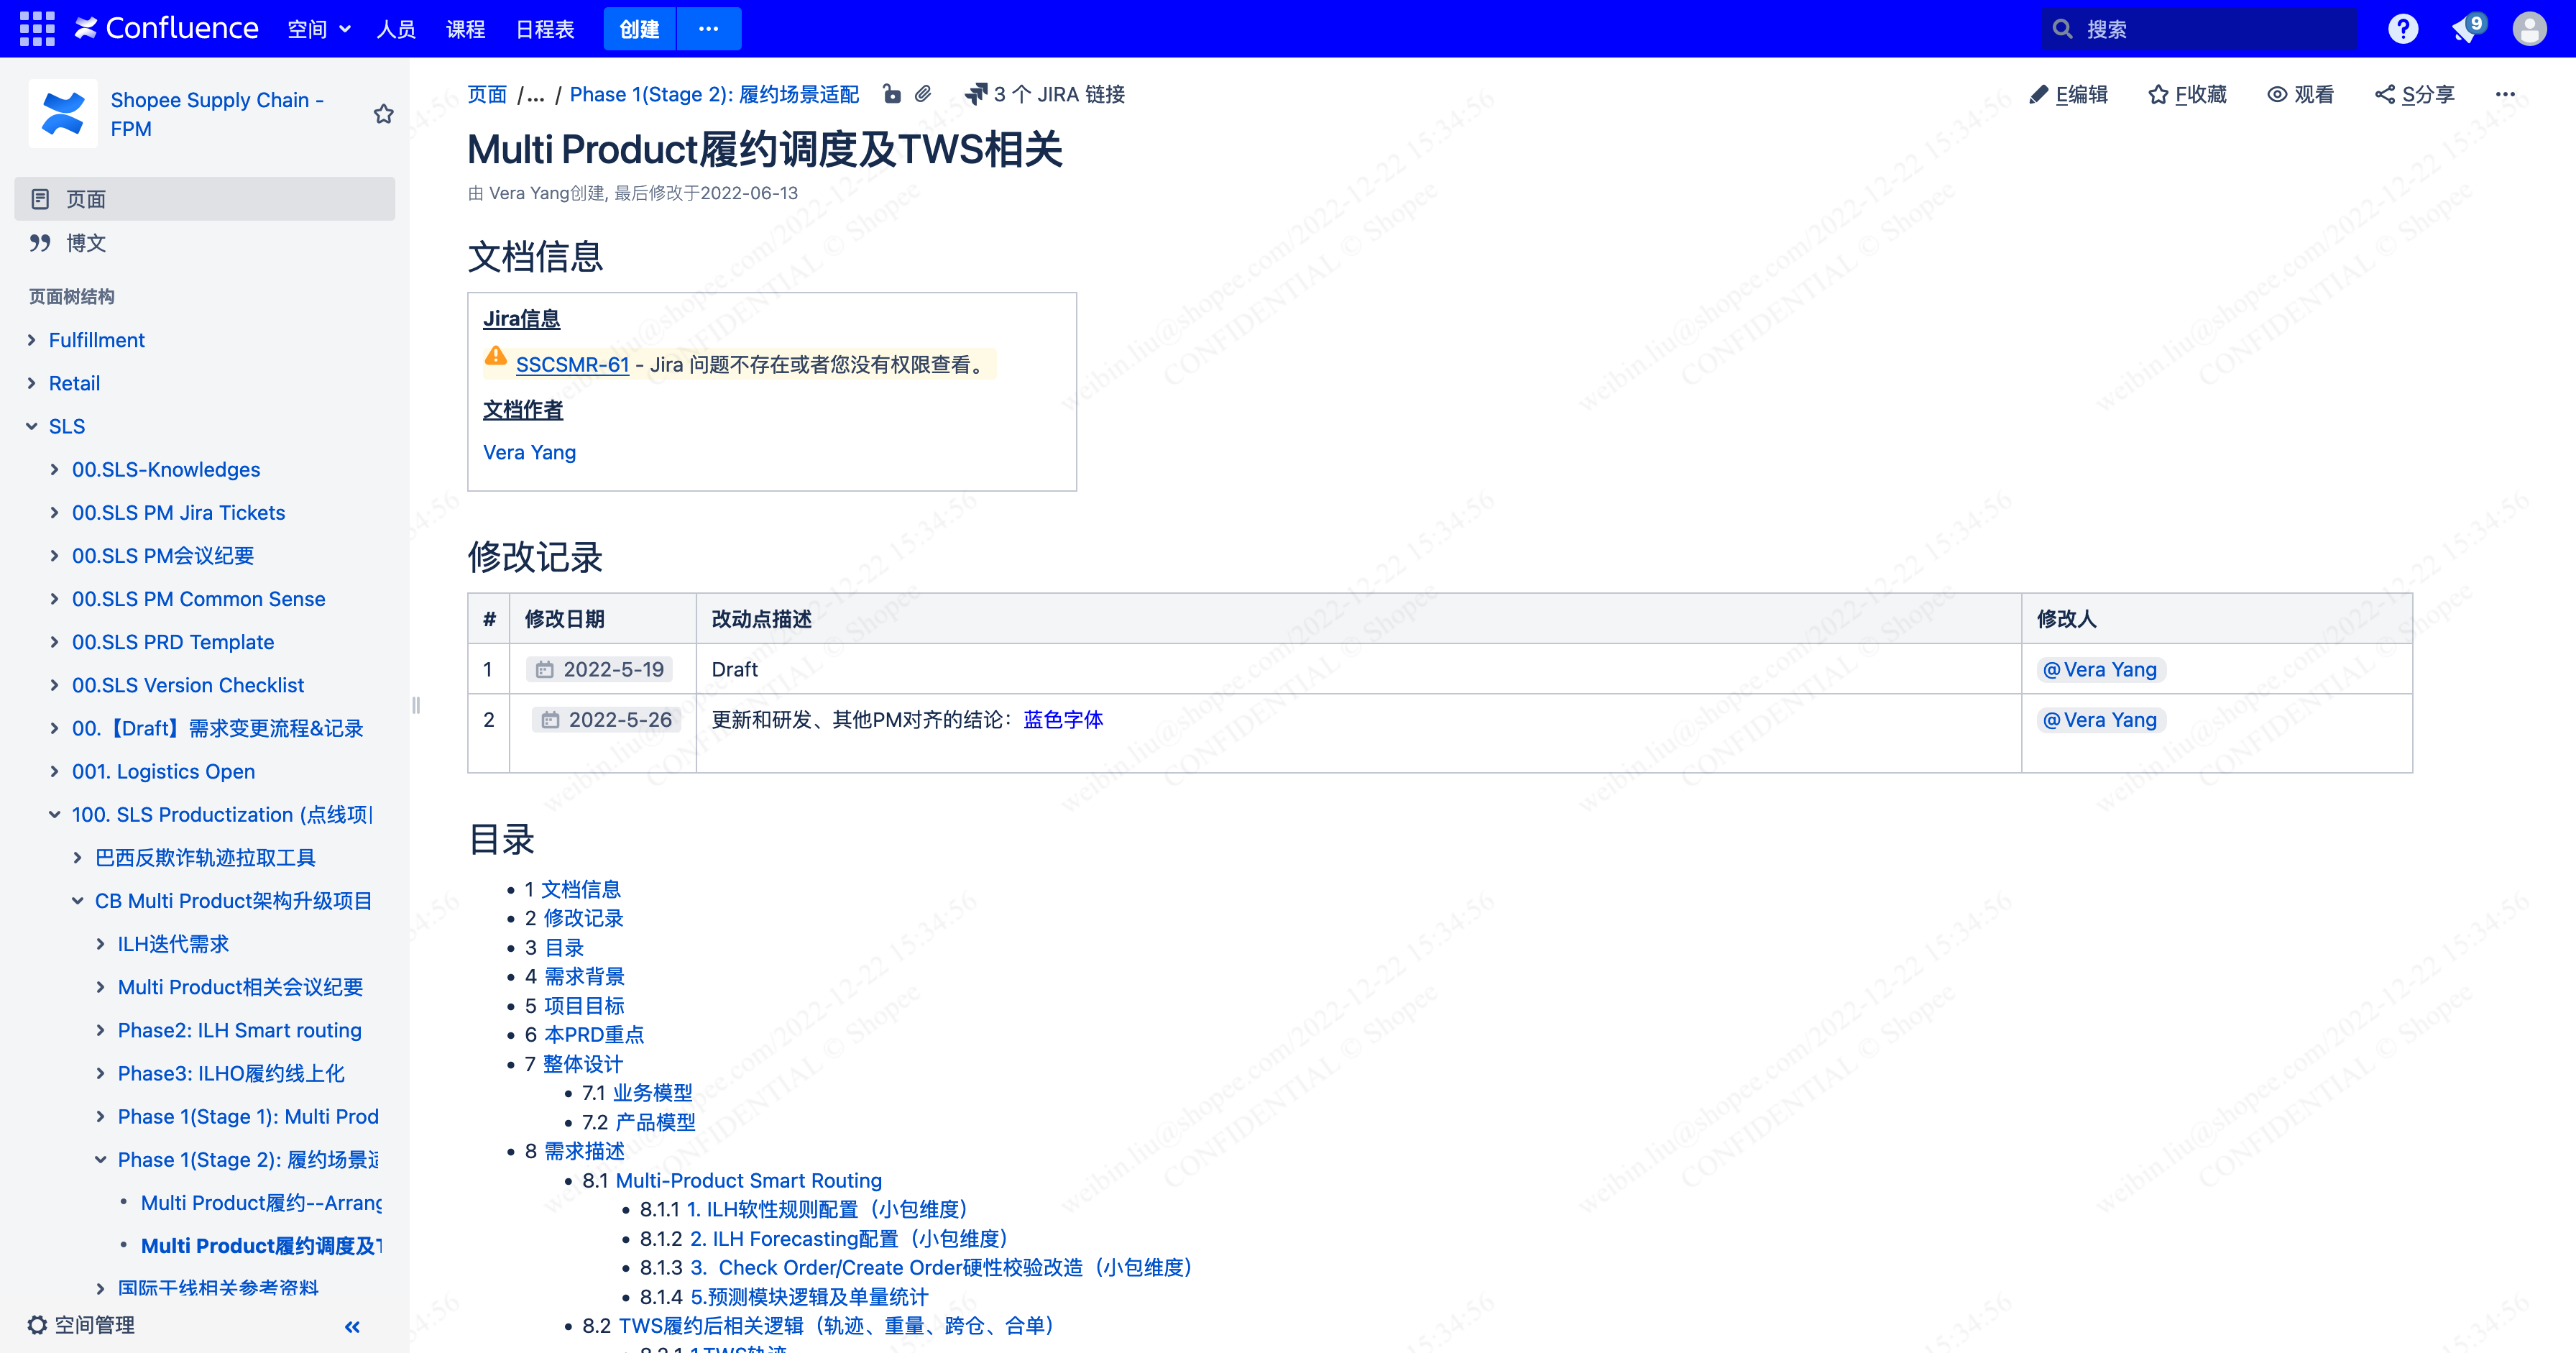 Confluence 空间 人员 课程 日程表 创建 ··· 搜索 9
Shopee Supply Chain -
FPM
页面
博文
页面树结构
Fulfillment
Retail
SLS
00.SLS-Knowledges
00.SLS PM Jira Tickets
00.SLS PM会议纪要
00.SLS PM Common Sense
00.SLS PRD Template
00.SLS Version Checklist
00.【Draft】需求变更流程&记录
001. Logistics Open
100. SLS Productization (点线项目
巴西反欺诈轨迹拉取工具
CB Multi Product架构升级项目
ILH迭代需求
Multi Product相关会议纪要
Phase2: ILH Smart routing
Phase3: ILHO履约线上化
Phase 1(Stage 1): Multi Prod
Phase 1(Stage 2): 履约场景适
Multi Product履约--Arrang
Multi Product履约调度及T
国际干线相关参考资料
空间管理
页面 /... / Phase 1(Stage 2): 履约场景适配 3 个 JIRA 链接
E编辑 F收藏 观看 S分享 ···
Multi Product履约调度及TWS相关
由 Vera Yang创建, 最后修改于2022-06-13
文档信息
Jira信息
SSCSMR-61 - Jira 问题不存在或者您没有权限查看。
文档作者
Vera Yang
修改记录
# 修改日期 改动点描述 修改人
1 2022-5-19 Draft @Vera Yang
2 2022-5-26 更新和研发、其他PM对齐的结论：蓝色字体 @Vera Yang
目录
1 文档信息
2 修改记录
3 目录
4 需求背景
5 项目目标
6 本PRD重点
7 整体设计
7.1 业务模型
7.2 产品模型
8 需求描述
8.1 Multi-Product Smart Routing
8.1.1 1. ILH软性规则配置（小包维度）
8.1.2 2. ILH Forecasting配置（小包维度）
8.1.3 3. Check Order/Create Order硬性校验改造（小包维度）
8.1.4 5.预测模块逻辑及单量统计
8.2 TWS履约后相关逻辑（轨迹、重量、跨仓、合单）
8.2.1 1.TWS轨迹
weibin.liu@shopee.com/2022-12-22 15:34:56
CONFIDENTIAL © Shopee